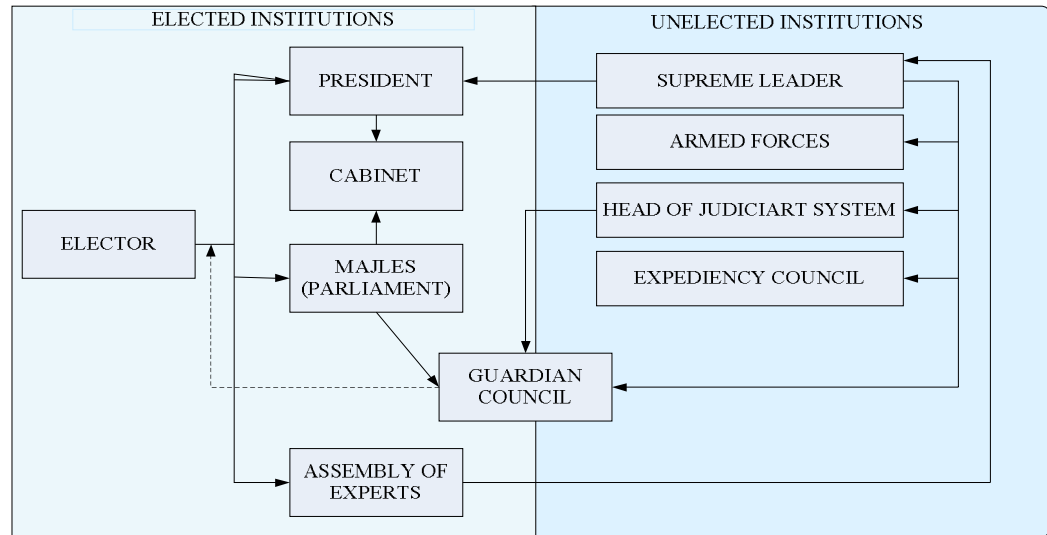 ELECTED INSTITUTIONS
UNELECTED INSTITUTIONS
PRESIDENT
SUPREME LEADER
ARMED FORCES
CABINET
HEAD OF JUDICIART SYSTEM
ELECTOR
MAJLES
(PARLIAMENT)
EXPEDIENCY COUNCIL
GUARDIAN
COUNCIL
ASSEMBLY OF
EXPERTS